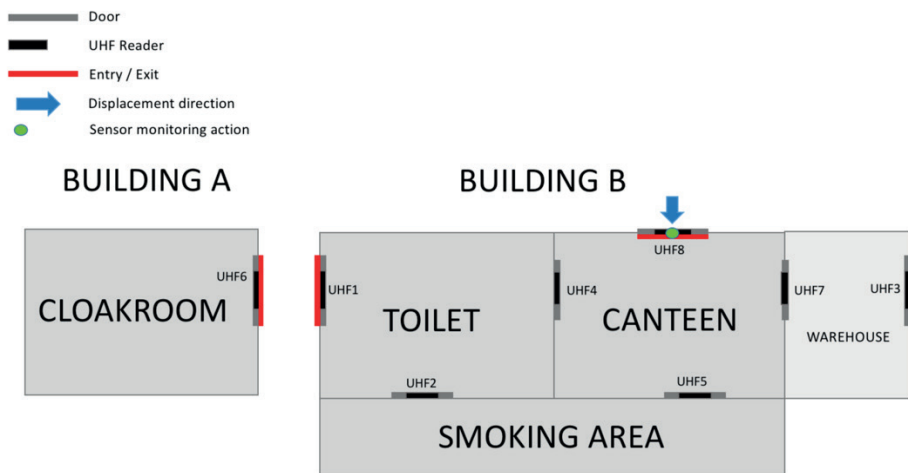 Door
UHF Reader
Entry / Exit
Displacement direction
Sensor monitoring action
BUILDING A
BUILDING B
UHF8
UHF6
UHF1
UHF4
UHF7
UHF3
CLOAKROOM
TOILET
CANTEEN
WAREHOUSE
UHF2
UHF5
SMOKING AREA